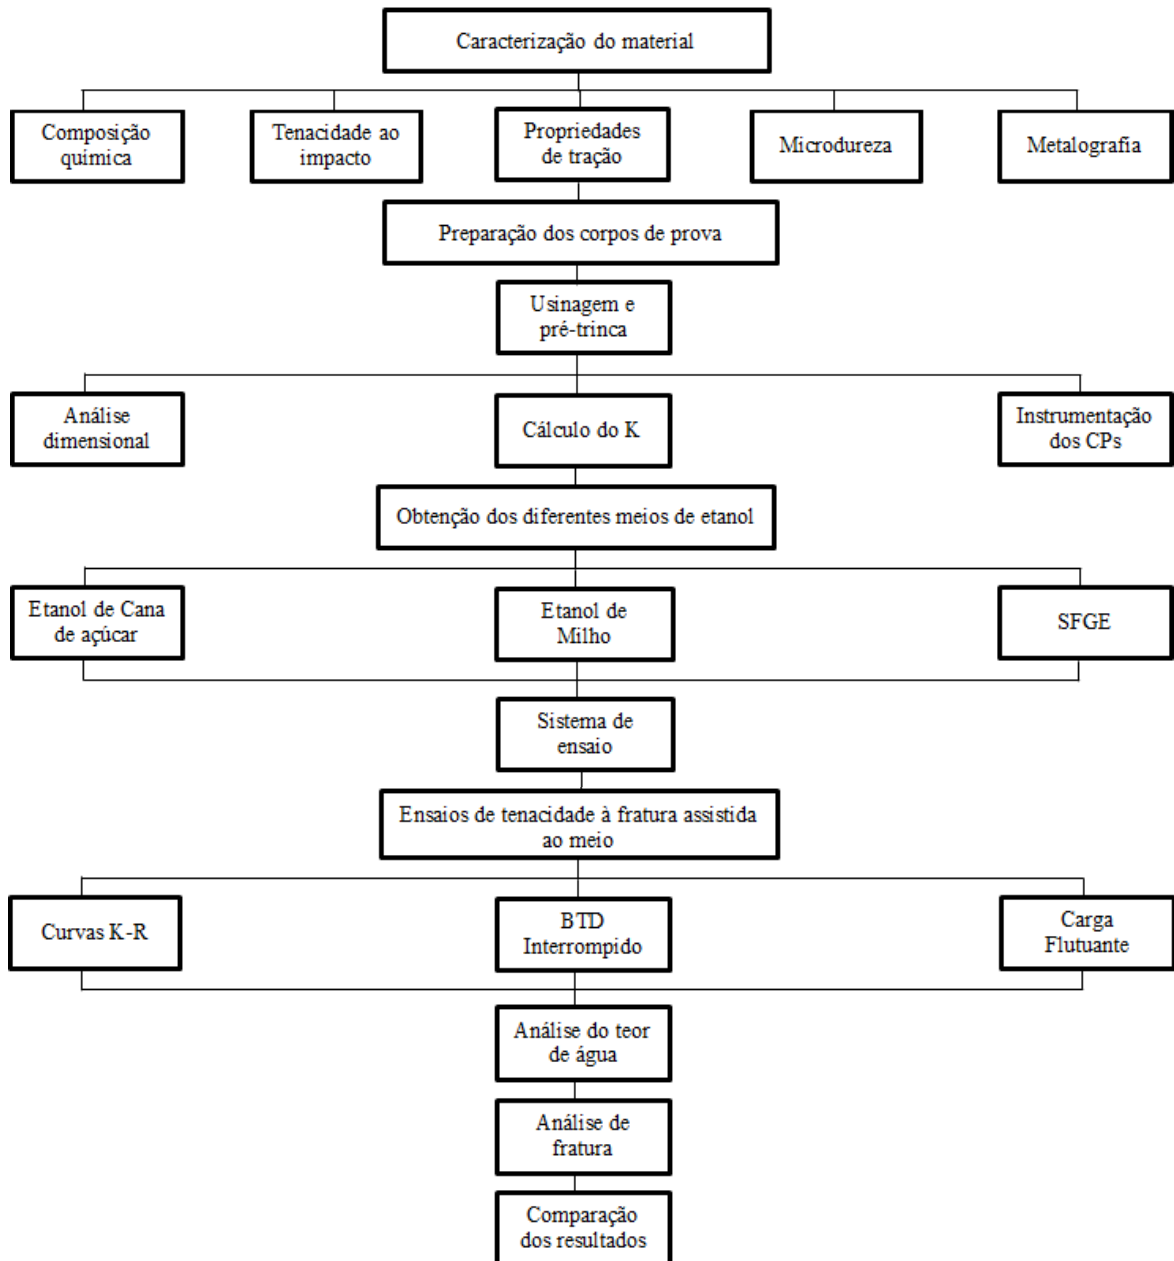 Caracterização do material
Composição
química
Tenacidade ao
impacto
Propriedades
de tração
Microdureza
Metalografia
Preparação dos corpos de prova
Usinagem e
pré-trinca
Análise
dimensional
Cálculo do K
Instrumentação
dos CPs
Obtenção dos diferentes meios de etanol
Etanol de Cana
de açúcar
Etanol de
Milho
SFGE
Sistema de
ensaio
Ensaios de tenacidade à fratura assistida
ao meio
Curvas K-R
BTD
Interrompido
Carga
Flutuante
Análise do teor
de água
Análise de
fratura
Comparação
dos resultados